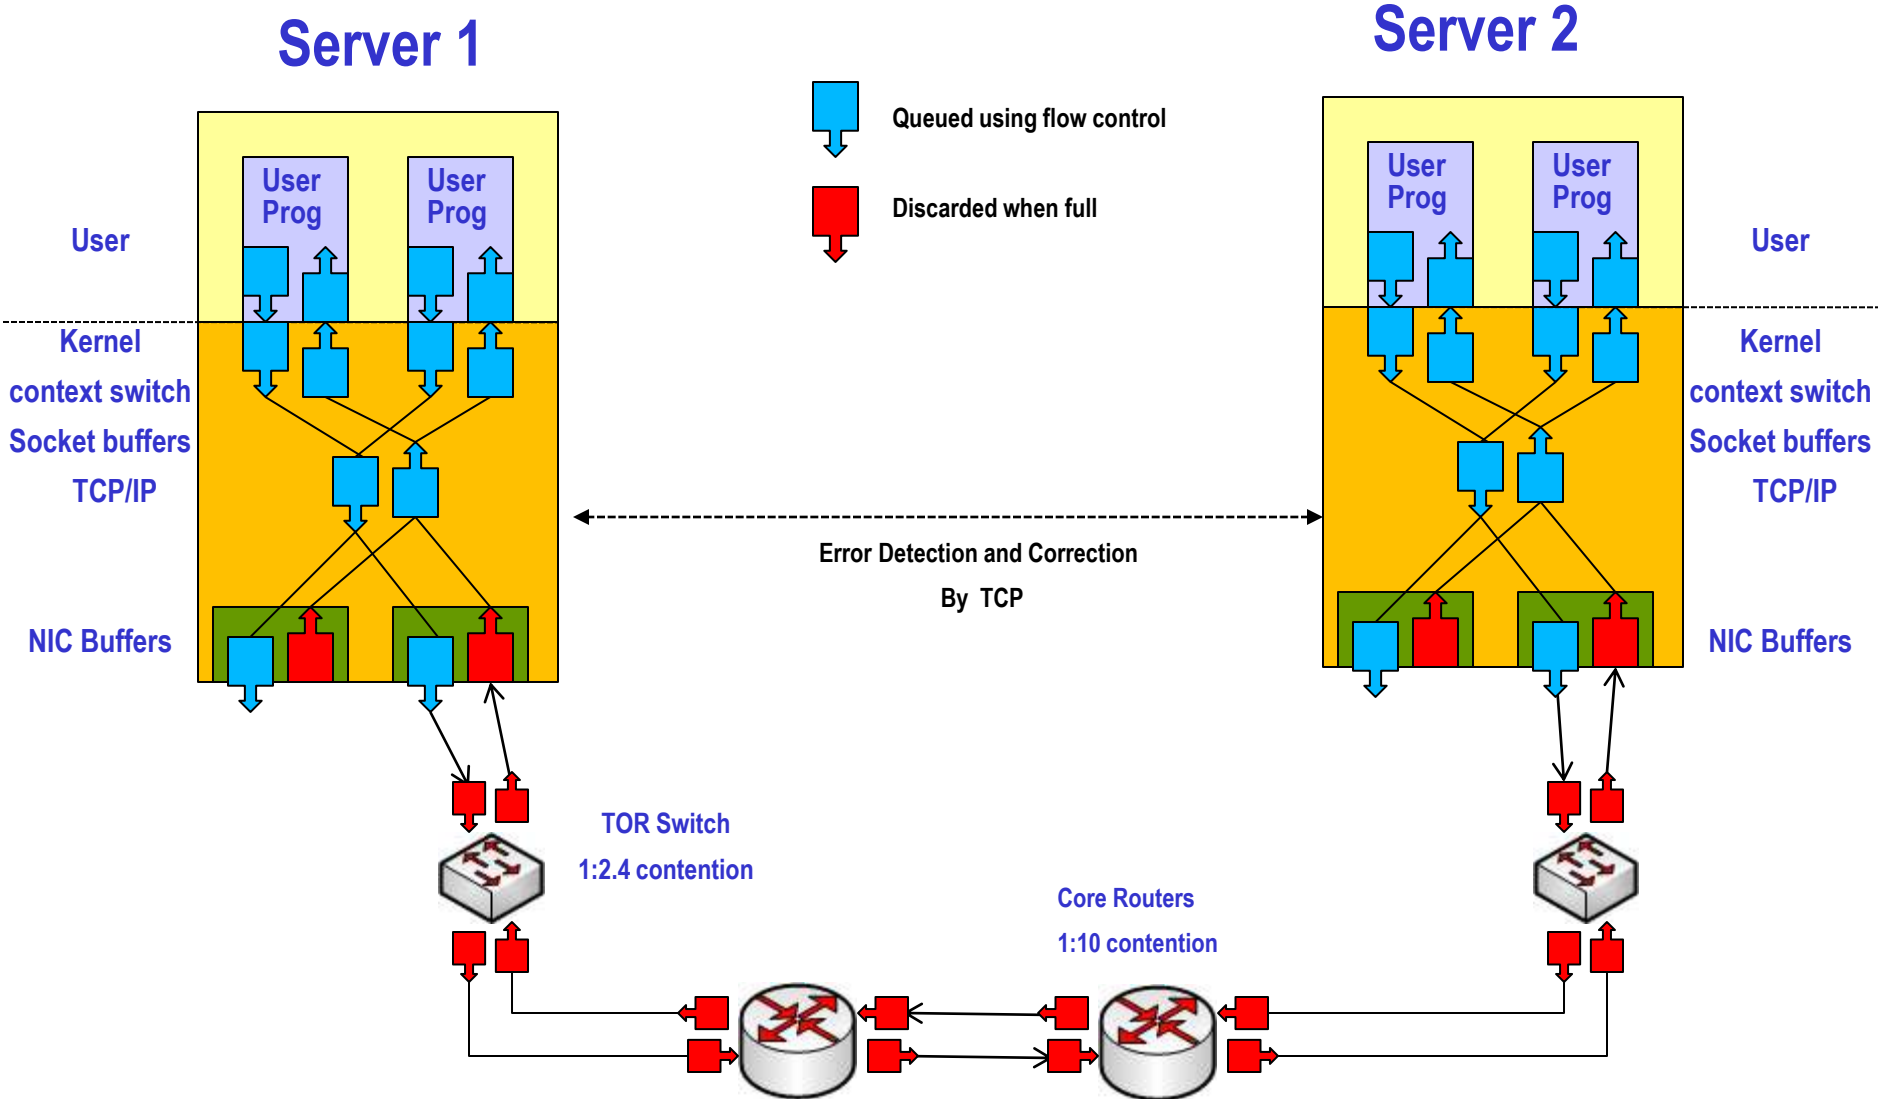 Server 1
Server 2
Queued using flow control
Discarded when full
User
Prog
User
Prog
User
Prog
User
Prog
User
User
Kernel
context switch
Socket buffers
TCP/IP
Kernel
context switch
Socket buffers
TCP/IP
Error Detection and Correction
By TCP
NIC Buffers
NIC Buffers
TOR Switch
1:2.4 contention
Core Routers
1:10 contention